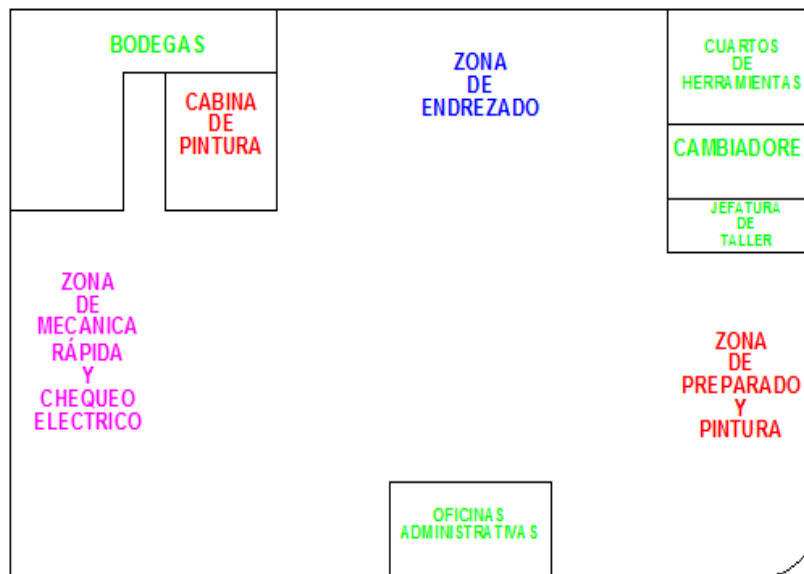 BODEGAS
CABINA
DE
PINTURA
ZONA
DE
ENDREZADO
CUARTOS
DE
HERRAMIENTAS
CAMBIADORE
JEFATURA
DE
TALLER
ZONA
DE
MECANICA
RÁPIDA
Y
CHEQUEO
ELECTRICO
ZONA
DE
PREPARADO
Y
PINTURA
OFICINAS
ADMINISTRATIVAS